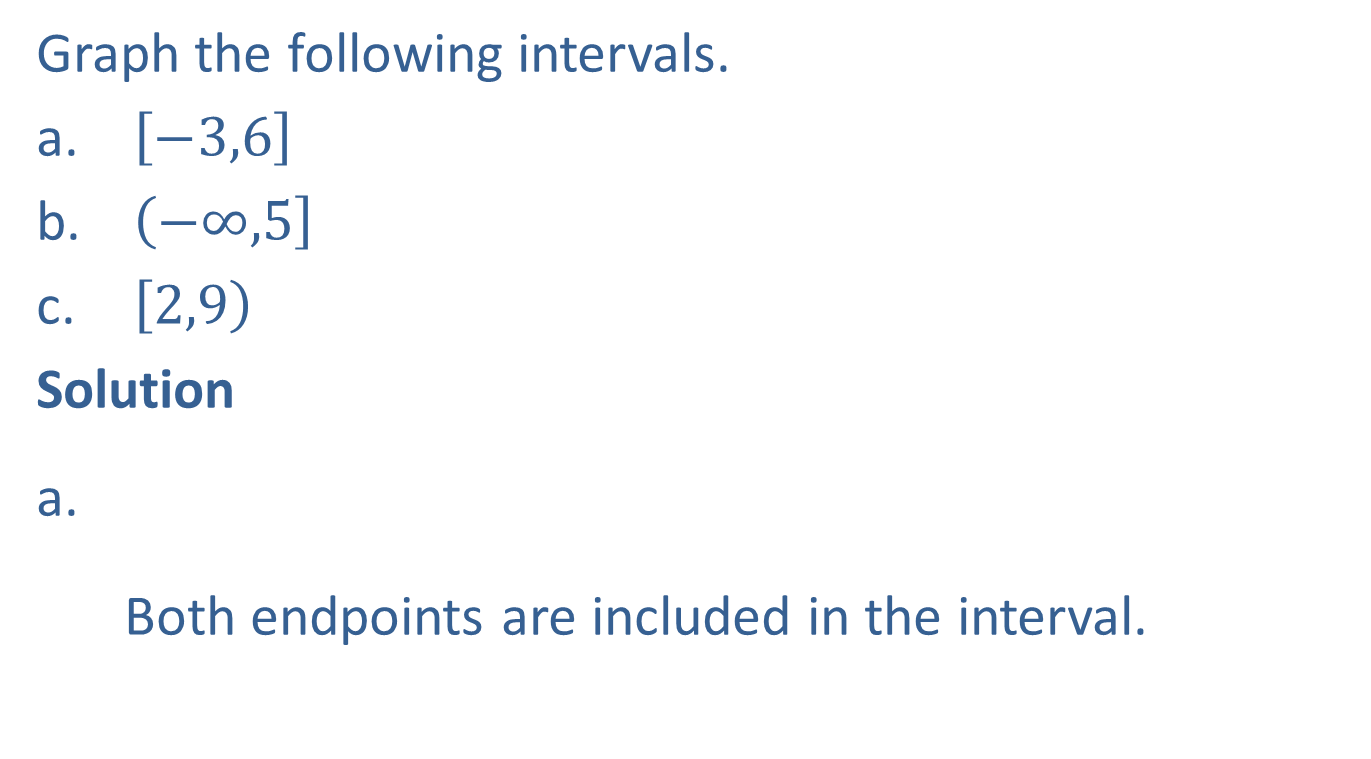 Graph the following intervals.
a. [−3,6]
b. (−∞,5]
c. [2,9)
Solution
a.
Both endpoints are included in the interval.